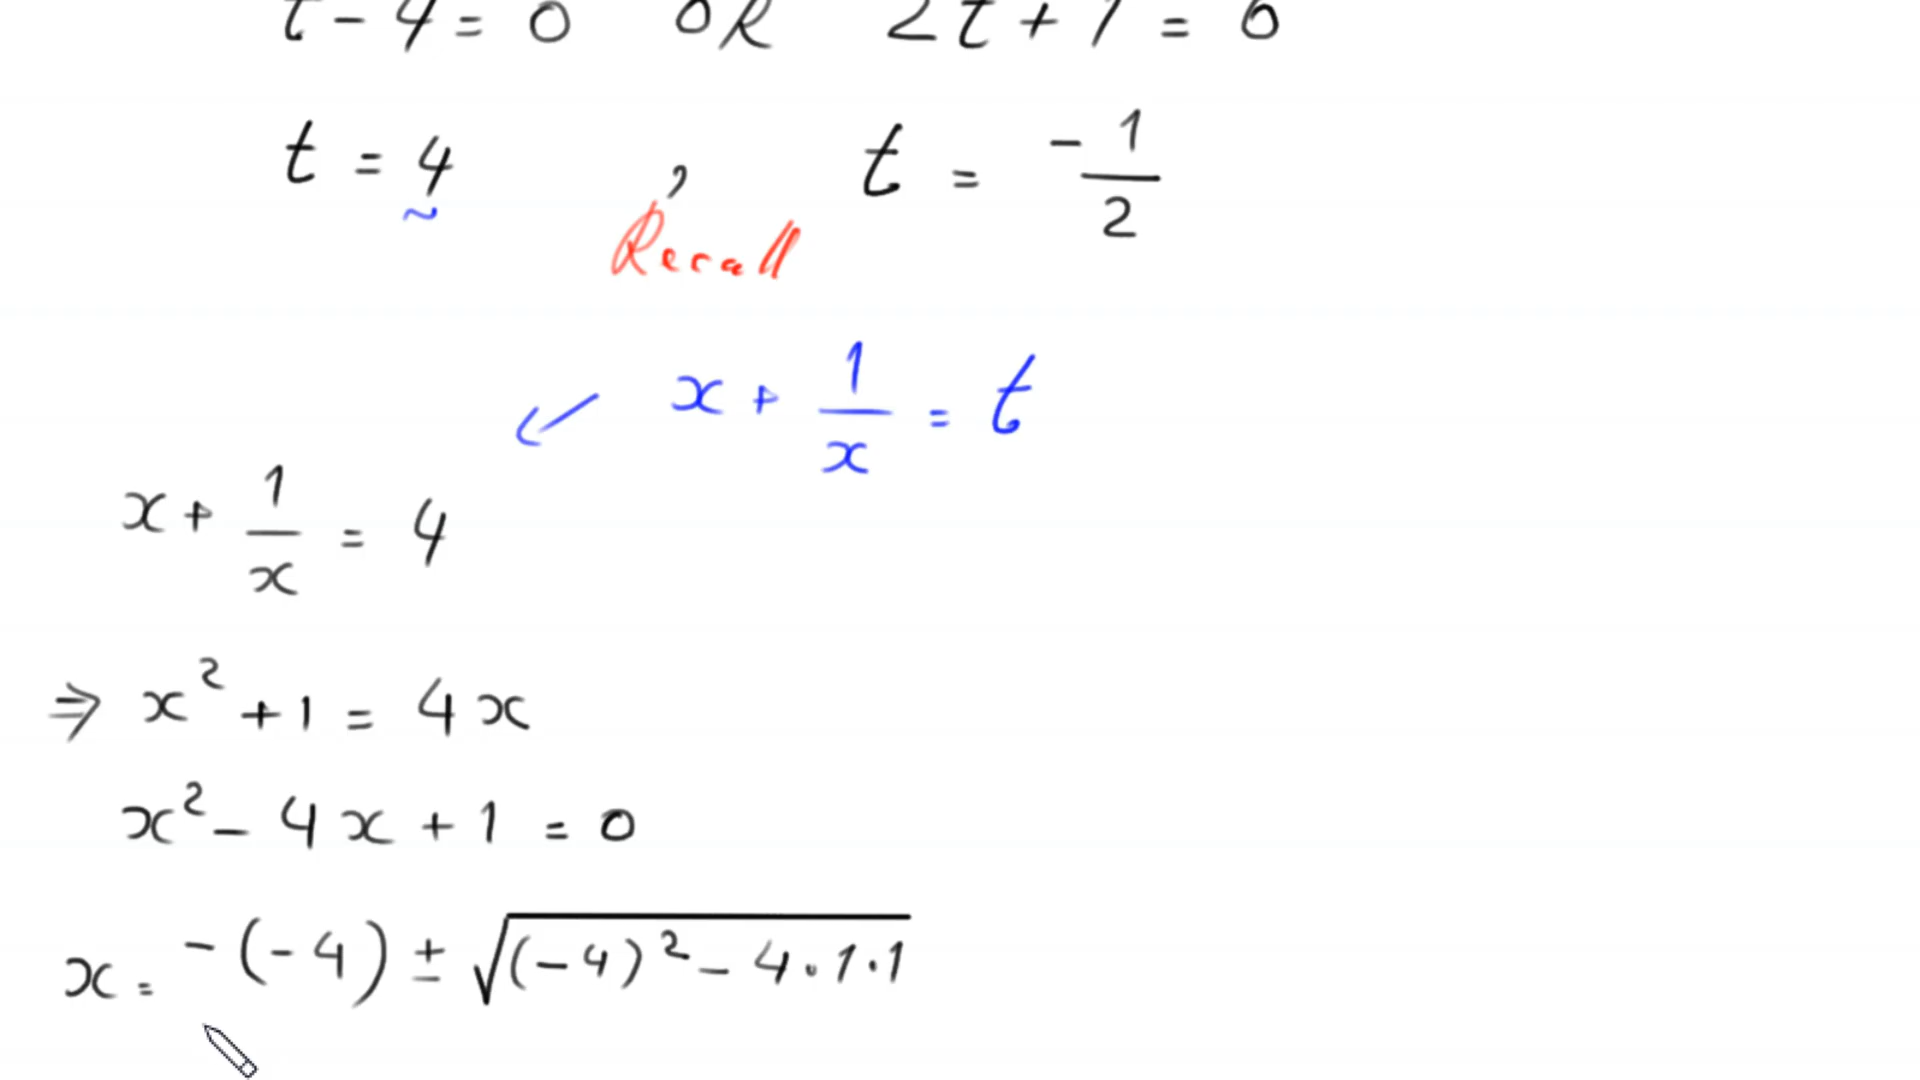 t - 4 = 0 OR 2t + 1 = 0
t = 4 , t = -1/2
Recall
x + 1/x = t
x + 1/x = 4
⇒ x² + 1 = 4x
x² - 4x + 1 = 0
x = -(-4) ± √((-4)² - 4·1·1)